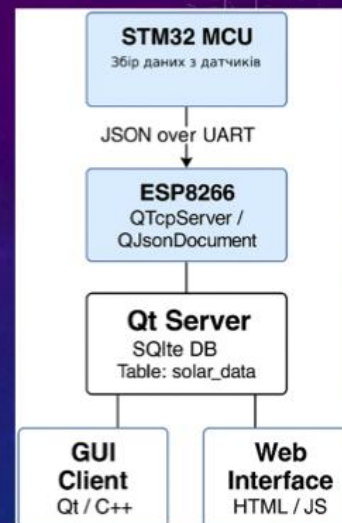 STM32 MCU
Збір даних з датчиків
JSON over UART
ESP8266
QTcpServer /
QJsonDocument
Qt Server
SQlte DB
Table: solar_data
GUI
Client
Qt / C++
Web
Interface
HTML / JS